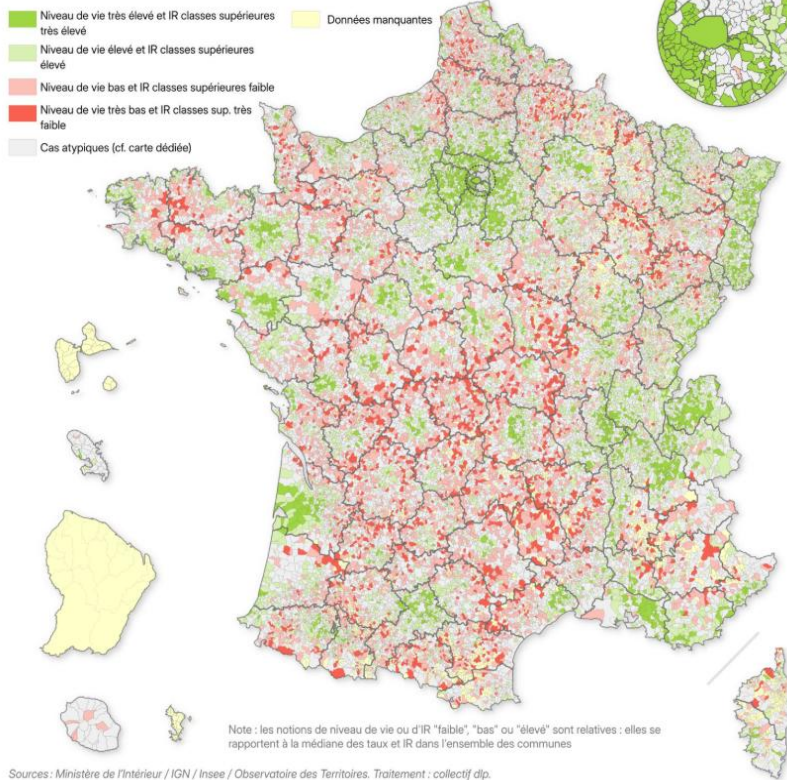 Niveau de vie très élevé et IR classes supérieures
très élevé
Données manquantes
Niveau de vie élevé et IR classes supérieures
élevé
Niveau de vie bas et IR classes supérieures faible
Niveau de vie très bas et IR classes sup. très
faible
Cas atypiques (cf. carte dédiée)
Note : les notions de niveau de vie ou d'IR "faible", "bas" ou "élevé" sont relatives : elles se
rapportent à la médiane des taux et IR dans l'ensemble des communes
Sources : Ministère de l'Intérieur / IGN / Insee / Observatoire des Territoires. Traitement : collectif dlp.